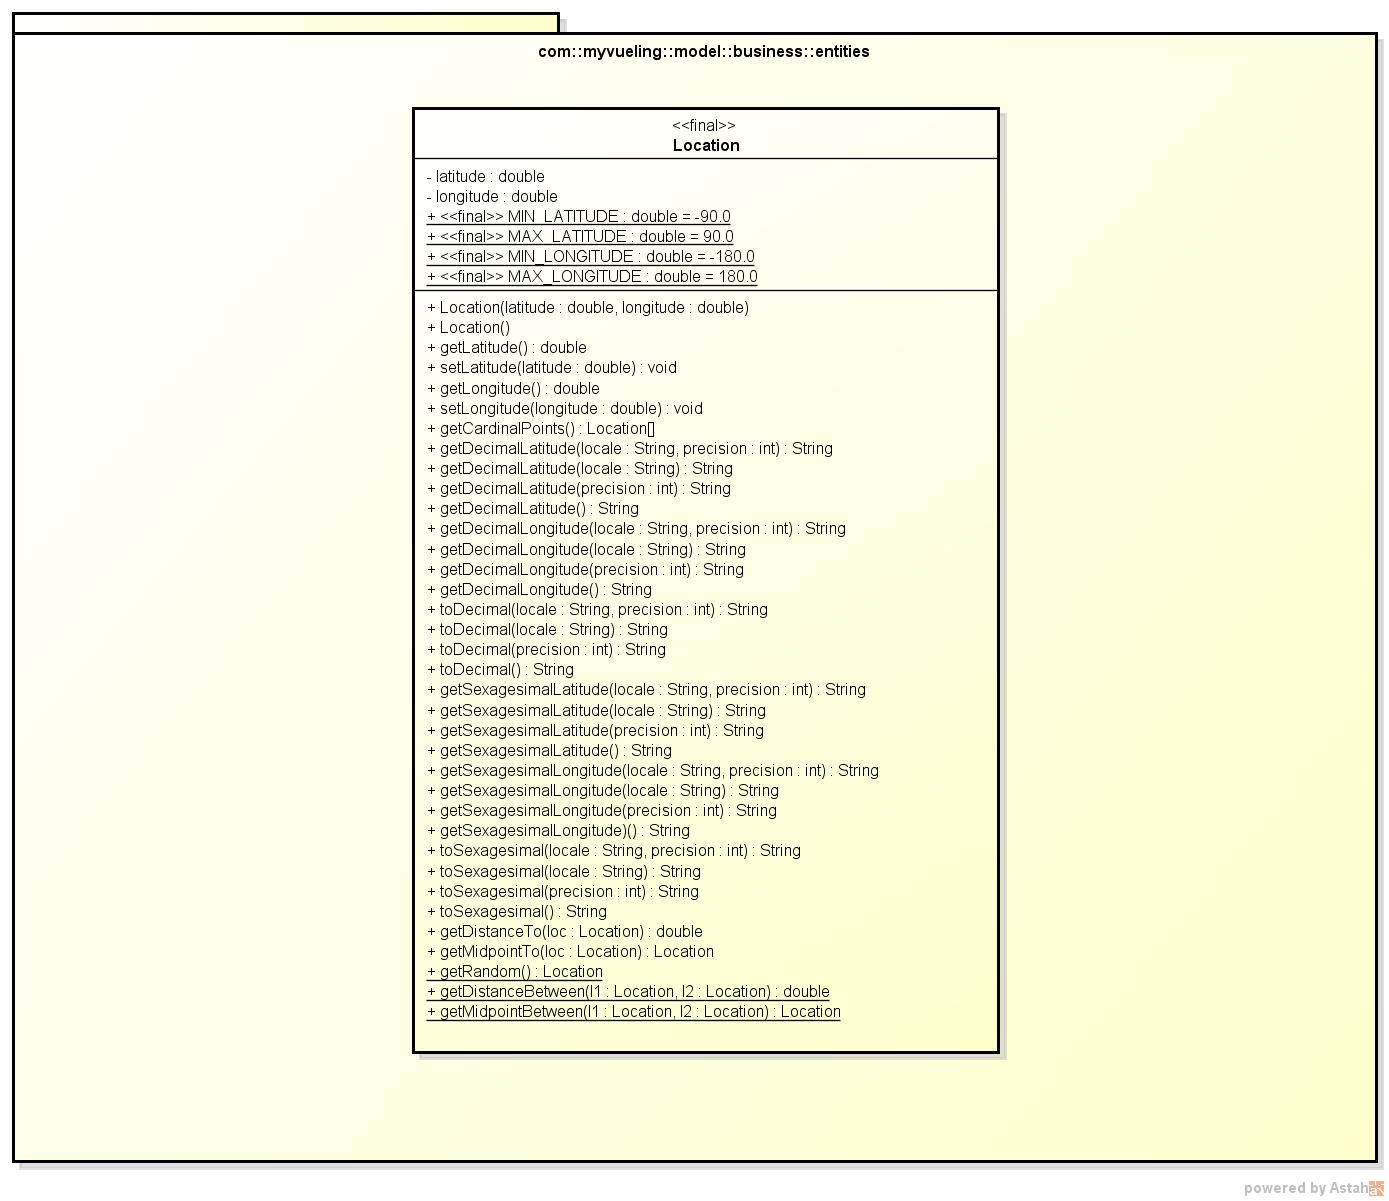 com::myvueling::model::business::entities
<<final>>
Location
- latitude : double
- longitude : double
+ <<final>> MIN_LATITUDE : double = -90.0
+ <<final>> MAX_LATITUDE : double = 90.0
+ <<final>> MIN_LONGITUDE : double = -180.0
+ <<final>> MAX_LONGITUDE : double = 180.0
+ Location(latitude : double, longitude : double)
+ Location()
+ getLatitude() : double
+ setLatitude(latitude : double) : void
+ getLongitude() : double
+ setLongitude(longitude : double) : void
+ getCardinalPoints() : Location[]
+ getDecimalLatitude(locale : String, precision : int) : String
+ getDecimalLatitude(locale : String) : String
+ getDecimalLatitude(precision : int) : String
+ getDecimalLatitude() : String
+ getDecimalLongitude(locale : String, precision : int) : String
+ getDecimalLongitude(locale : String) : String
+ getDecimalLongitude(precision : int) : String
+ getDecimalLongitude() : String
+ toDecimal(locale : String, precision : int) : String
+ toDecimal(locale : String) : String
+ toDecimal(precision : int) : String
+ toDecimal() : String
+ getSexagesimalLatitude(locale : String, precision : int) : String
+ getSexagesimalLatitude(locale : String) : String
+ getSexagesimalLatitude(precision : int) : String
+ getSexagesimalLatitude() : String
+ getSexagesimalLongitude(locale : String, precision : int) : String
+ getSexagesimalLongitude(locale : String) : String
+ getSexagesimalLongitude(precision : int) : String
+ getSexagesimalLongitude)() : String
+ toSexagesimal(locale : String, precision : int) : String
+ toSexagesimal(locale : String) : String
+ toSexagesimal(precision : int) : String
+ toSexagesimal() : String
+ getDistanceTo(loc : Location) : double
+ getMidpointTo(loc : Location) : Location
+ getRandom() : Location
+ getDistanceBetween(l1 : Location, l2 : Location) : double
+ getMidpointBetween(l1 : Location, l2 : Location) : Location
powered by Astah